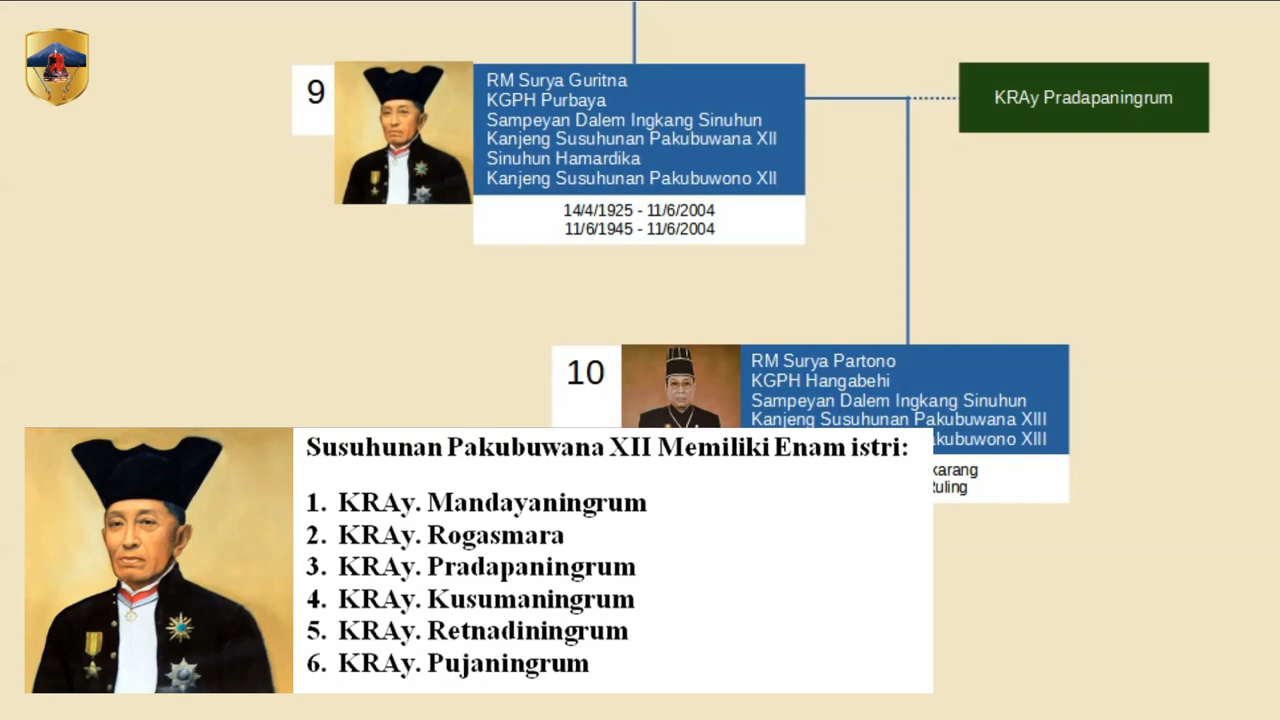 9
RM Surya Guritna
KGPH Purbaya
Sampeyan Dalem Ingkang Sinuhun
Kanjeng Susuhunan Pakubuwana XII
Sinuhun Hamardika
Kanjeng Susuhunan Pakubuwono XII
14/4/1925 - 11/6/2004
11/6/1945 - 11/6/2004
KRAy Pradapaningrum
10
RM Surya Partono
KGPH Hangabehi
Sampeyan Dalem Ingkang Sinuhun
Kanjeng Susuhunan Pakubuwana XIII
akubuwono XIII
karang
Ruling
Susuhunan Pakubuwana XII Memiliki Enam istri:
1. KRAy. Mandayaningrum
2. KRAy. Rogasmara
3. KRAy. Pradapaningrum
4. KRAy. Kusumaningrum
5. KRAy. Retnadiningrum
6. KRAy. Pujaningrum